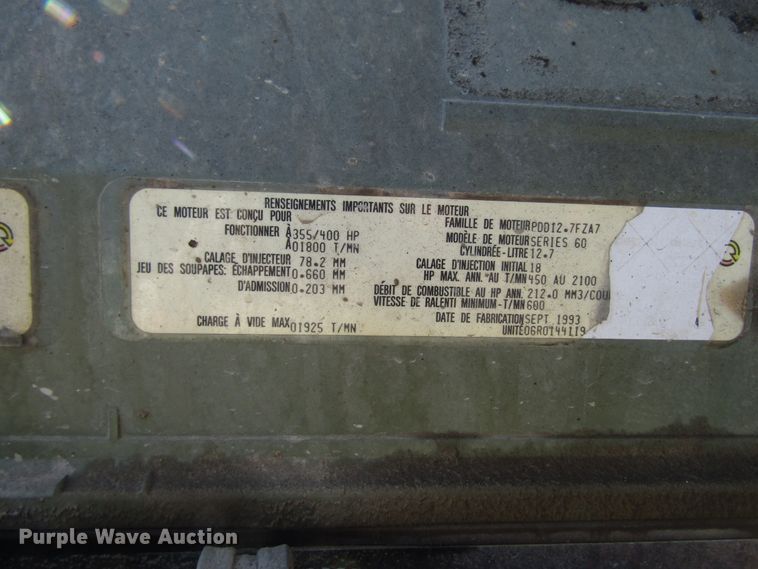 RENSEIGNEMENTS IMPORTANTS SUR LE MOTEUR
CE MOTEUR EST CONÇU POUR
FONCTIONNER À 355/400 HP
À 01800 T/MN
CALAGE D'INJECTEUR 78.2 MM
JEU DES SOUPAPES: ÉCHAPPEMENT 0.660 MM
D'ADMISSION 0.203 MM
CHARGE À VIDE MAX 01925 T/MN
FAMILLE DE MOTEUR PDD12.7FZA7
MODÈLE DE MOTEUR SERIES 60
CYLINDRÉE-LITRE 12.7
CALAGE D'INJECTION INITIAL 18
HP MAX. ANN. AU T/MN 450 AU 2100
DÉBIT DE COMBUSTIBLE AU HP ANN. 212.0 MM3/COU
VITESSE DE RALENTI MINIMUM-T/MN 600
DATE DE FABRICATION SEPT 1993
UNITÉ 06R0144119
Purple Wave Auction